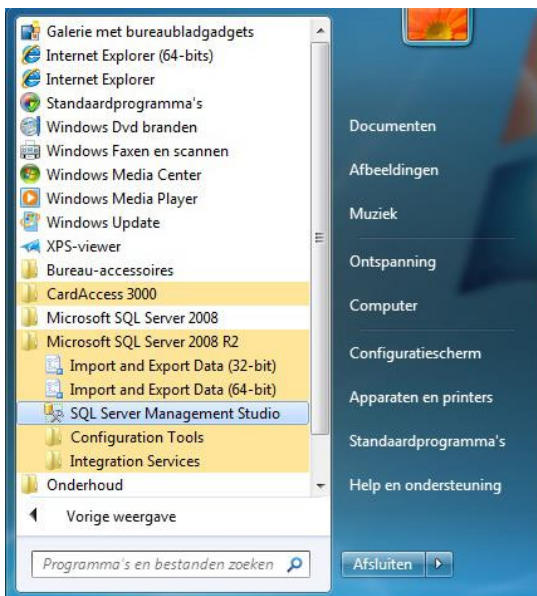 Galerie met bureaubladgadgets
Internet Explorer (64-bits)
Internet Explorer
Standaardprogramma's
Windows Dvd branden
Windows Faxen en scannen
Windows Media Center
Windows Media Player
Windows Update
XPS-viewer
Bureau-accessoires
CardAccess 3000
Microsoft SQL Server 2008
Microsoft SQL Server 2008 R2
Import and Export Data (32-bit)
Import and Export Data (64-bit)
SQL Server Management Studio
Configuration Tools
Integration Services
Onderhoud
Vorige weergave
Programma's en bestanden zoeken
Documenten
Afbeeldingen
Muziek
Ontspanning
Computer
Configuratiescherm
Apparaten en printers
Standaardprogramma's
Help en ondersteuning
Afsluiten